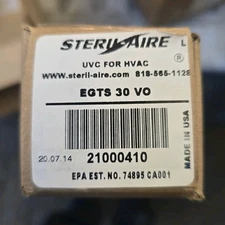 STERIL-AIRE L
®
UVC FOR HVAC
www.steril-aire.com 818-565-1128
EGTS 30 VO
20.07.14 21000410
MADE IN USA
EPA EST. NO. 74895 CA001